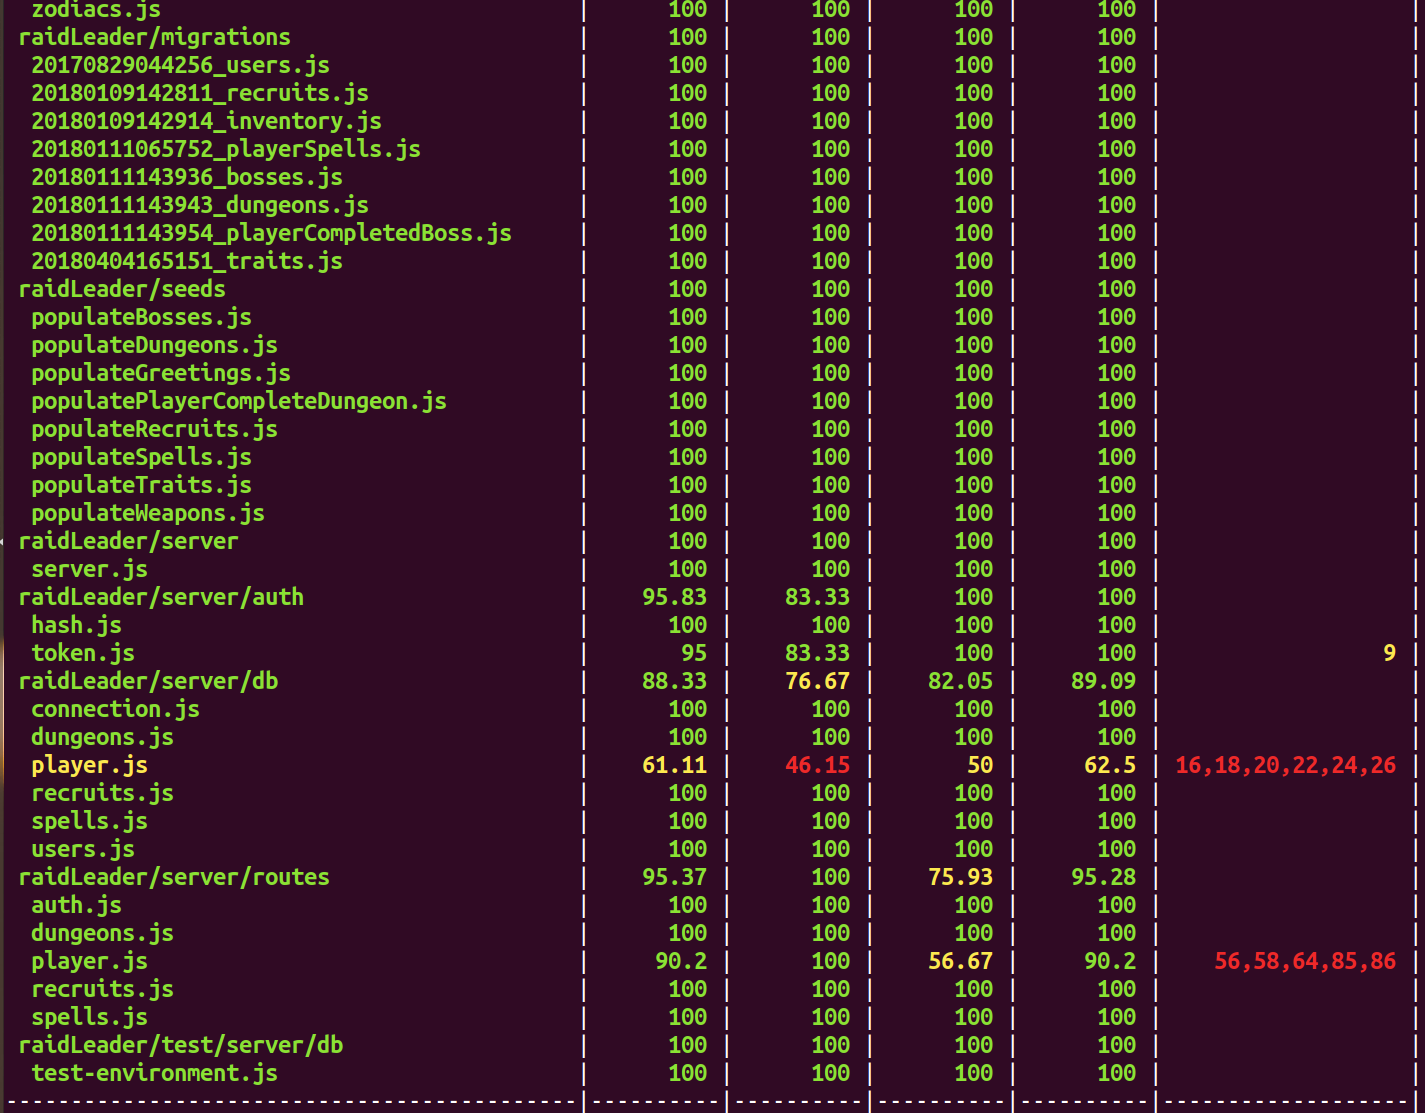 zodiacs.js | 100 | 100 | 100 | 100 | |
raidLeader/migrations | 100 | 100 | 100 | 100 | |
20170829044256_users.js | 100 | 100 | 100 | 100 | |
20180109142811_recruits.js | 100 | 100 | 100 | 100 | |
20180109142914_inventory.js | 100 | 100 | 100 | 100 | |
20180111065752_playerSpells.js | 100 | 100 | 100 | 100 | |
20180111143936_bosses.js | 100 | 100 | 100 | 100 | |
20180111143943_dungeons.js | 100 | 100 | 100 | 100 | |
20180111143954_playerCompletedBoss.js | 100 | 100 | 100 | 100 | |
20180404165151_traits.js | 100 | 100 | 100 | 100 | |
raidLeader/seeds | 100 | 100 | 100 | 100 | |
populateBosses.js | 100 | 100 | 100 | 100 | |
populateDungeons.js | 100 | 100 | 100 | 100 | |
populateGreetings.js | 100 | 100 | 100 | 100 | |
populatePlayerCompleteDungeon.js | 100 | 100 | 100 | 100 | |
populateRecruits.js | 100 | 100 | 100 | 100 | |
populateSpells.js | 100 | 100 | 100 | 100 | |
populateTraits.js | 100 | 100 | 100 | 100 | |
populateWeapons.js | 100 | 100 | 100 | 100 | |
raidLeader/server | 100 | 100 | 100 | 100 | |
server.js | 100 | 100 | 100 | 100 | |
raidLeader/server/auth | 95.83 | 83.33 | 100 | 100 | |
hash.js | 100 | 100 | 100 | 100 | |
token.js | 95 | 83.33 | 100 | 100 | 9 |
raidLeader/server/db | 88.33 | 76.67 | 82.05 | 89.09 | |
connection.js | 100 | 100 | 100 | 100 | |
dungeons.js | 100 | 100 | 100 | 100 | |
player.js | 61.11 | 46.15 | 50 | 62.5 | 16,18,20,22,24,26 |
recruits.js | 100 | 100 | 100 | 100 | |
spells.js | 100 | 100 | 100 | 100 | |
users.js | 100 | 100 | 100 | 100 | |
raidLeader/server/routes | 95.37 | 100 | 75.93 | 95.28 | |
auth.js | 100 | 100 | 100 | 100 | |
dungeons.js | 100 | 100 | 100 | 100 | |
player.js | 90.2 | 100 | 56.67 | 90.2 | 56,58,64,85,86 |
recruits.js | 100 | 100 | 100 | 100 | |
spells.js | 100 | 100 | 100 | 100 | |
raidLeader/test/server/db | 100 | 100 | 100 | 100 | |
test-environment.js | 100 | 100 | 100 | 100 | |
--------------------------------------------|----------|----------|----------|----------|-------------------|